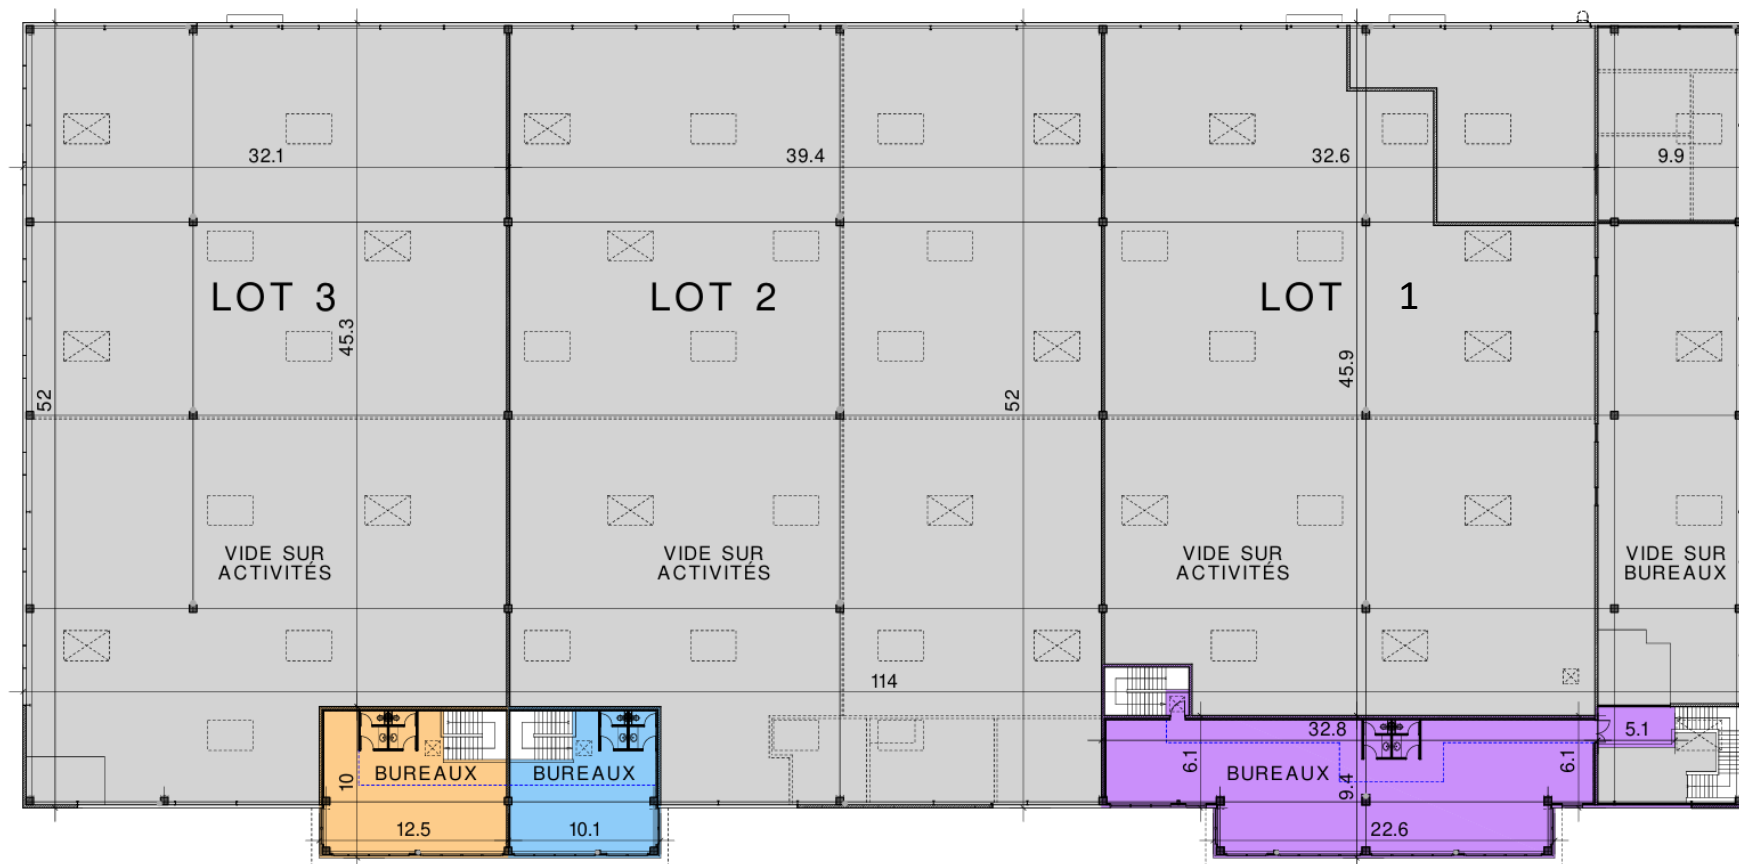 32.1
39.4
32.6
9.9
LOT 3
LOT 2
LOT 1
45.3
45.9
52
52
VIDE SUR
ACTIVITÉS
VIDE SUR
ACTIVITÉS
VIDE SUR
ACTIVITÉS
VIDE SUR
BUREAUX
114
32.8
5.1
6.1
6.1
BUREAUX
BUREAUX
BUREAUX
10
9.4
12.5
10.1
22.6